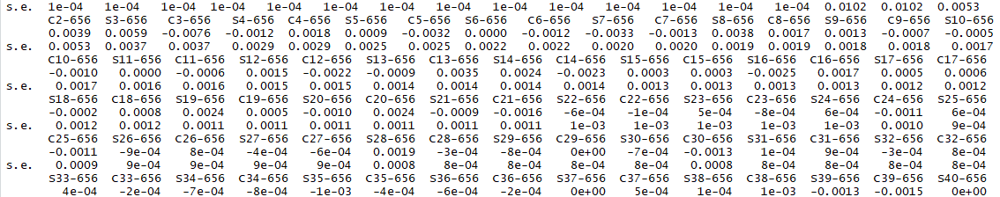 s.e. 1e-04 1e-04 1e-04 1e-04 1e-04 1e-04 1e-04 1e-04 1e-04 1e-04 1e-04 1e-04 0.0102 0.0102 0.0053
C2-656 S3-656 C3-656 S4-656 C4-656 S5-656 C5-656 S6-656 C6-656 S7-656 C7-656 S8-656 C8-656 S9-656 C9-656 S10-656
0.0039 0.0059 -0.0076 -0.0012 0.0018 0.0009 -0.0032 0.0000 -0.0012 -0.0033 -0.0013 0.0038 0.0017 0.0013 -0.0007 -0.0005
s.e. 0.0053 0.0037 0.0037 0.0029 0.0029 0.0025 0.0025 0.0022 0.0022 0.0020 0.0020 0.0019 0.0019 0.0018 0.0018 0.0017
C10-656 S11-656 C11-656 S12-656 C12-656 S13-656 C13-656 S14-656 C14-656 S15-656 C15-656 S16-656 C16-656 S17-656 C17-656
-0.0010 0.0000 -0.0006 0.0015 -0.0022 -0.0009 0.0035 0.0024 -0.0023 0.0003 0.0003 -0.0025 0.0017 0.0005 0.0006
s.e. 0.0017 0.0016 0.0016 0.0015 0.0015 0.0014 0.0014 0.0014 0.0014 0.0013 0.0013 0.0013 0.0013 0.0012 0.0012
S18-656 C18-656 S19-656 C19-656 S20-656 C20-656 S21-656 C21-656 S22-656 C22-656 S23-656 C23-656 S24-656 C24-656 S25-656
-0.0002 0.0008 0.0024 0.0005 -0.0010 0.0024 -0.0009 -0.0016 -6e-04 -1e-04 5e-04 -8e-04 6e-04 -0.0011 6e-04
s.e. 0.0012 0.0012 0.0011 0.0011 0.0011 0.0011 0.0011 0.0011 1e-03 1e-03 1e-03 1e-03 1e-03 0.0010 9e-04
C25-656 S26-656 C26-656 S27-656 C27-656 S28-656 C28-656 S29-656 C29-656 S30-656 C30-656 S31-656 C31-656 S32-656 C32-656
-0.0011 -9e-04 8e-04 -4e-04 -6e-04 0.0019 -3e-04 -8e-04 0e+00 -7e-04 -0.0013 1e-04 9e-04 -3e-04 8e-04
s.e. 0.0009 9e-04 9e-04 9e-04 9e-04 0.0008 8e-04 8e-04 8e-04 8e-04 0.0008 8e-04 8e-04 8e-04 8e-04
S33-656 C33-656 S34-656 C34-656 S35-656 C35-656 S36-656 C36-656 S37-656 C37-656 S38-656 C38-656 S39-656 C39-656 S40-656
4e-04 -2e-04 -7e-04 -8e-04 -1e-03 -4e-04 -6e-04 -2e-04 0e+00 5e-04 1e-04 1e-03 -0.0013 -0.0015 0e+00